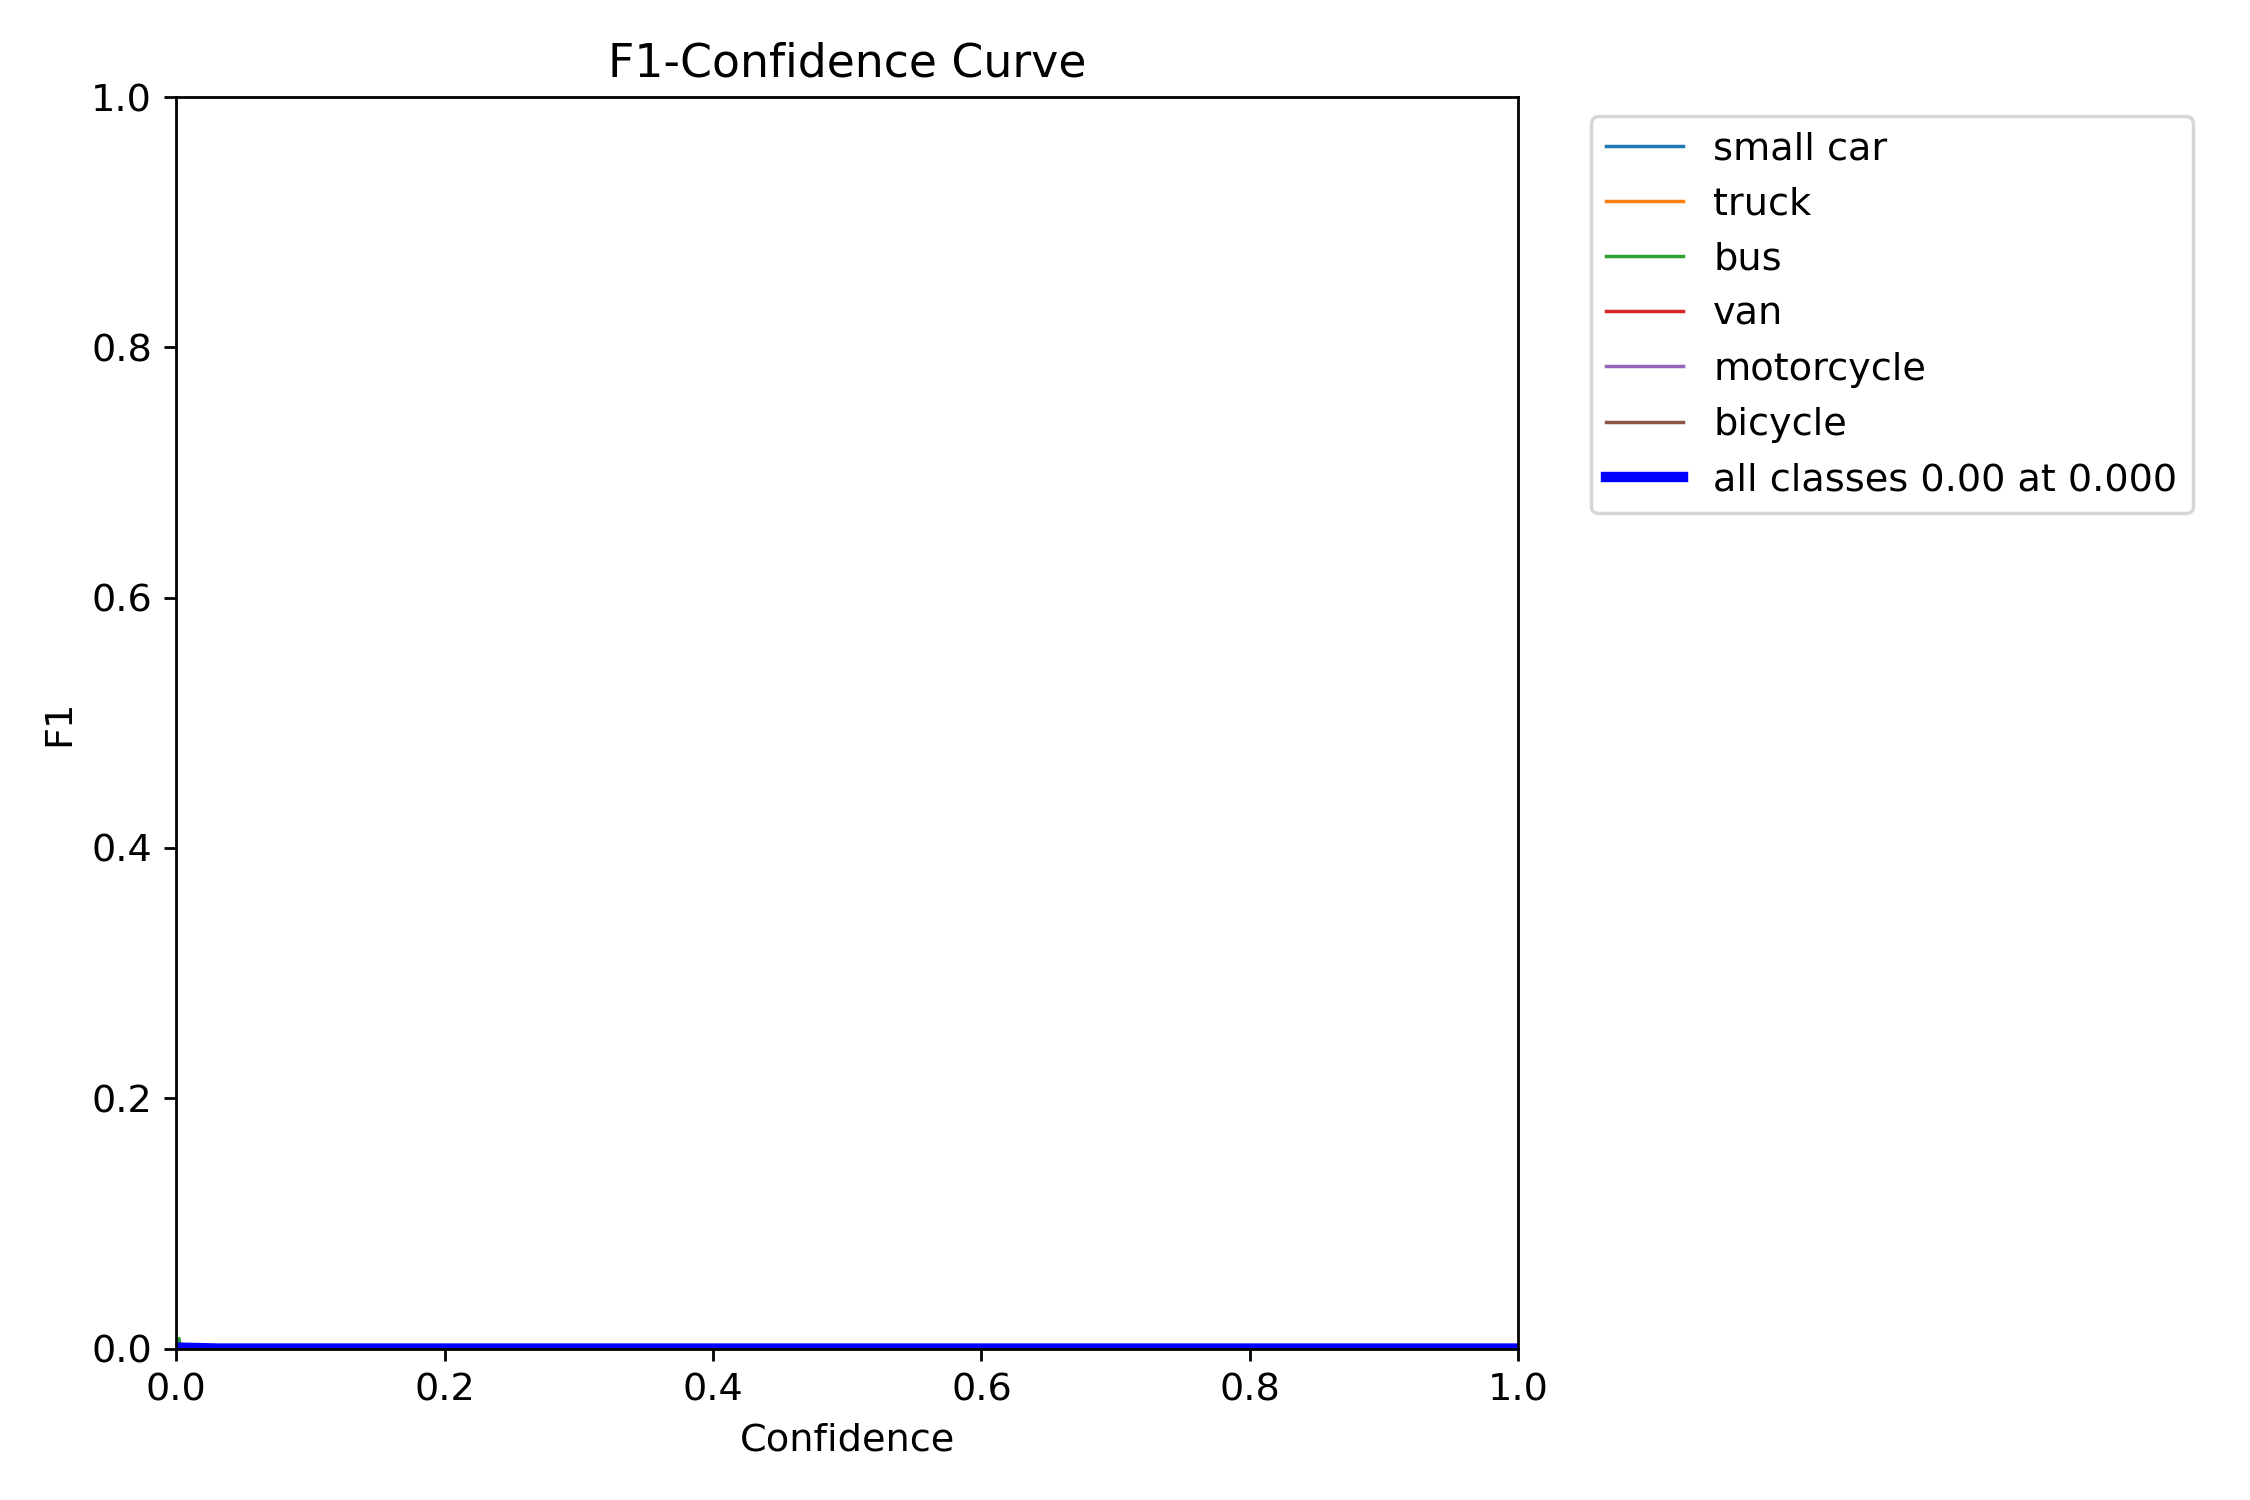 F1-Confidence Curve
1.0
0.8
0.6
0.4
0.2
0.0
F1
0.0 0.2 0.4 0.6 0.8 1.0
Confidence
small car
truck
bus
van
motorcycle
bicycle
all classes 0.00 at 0.000